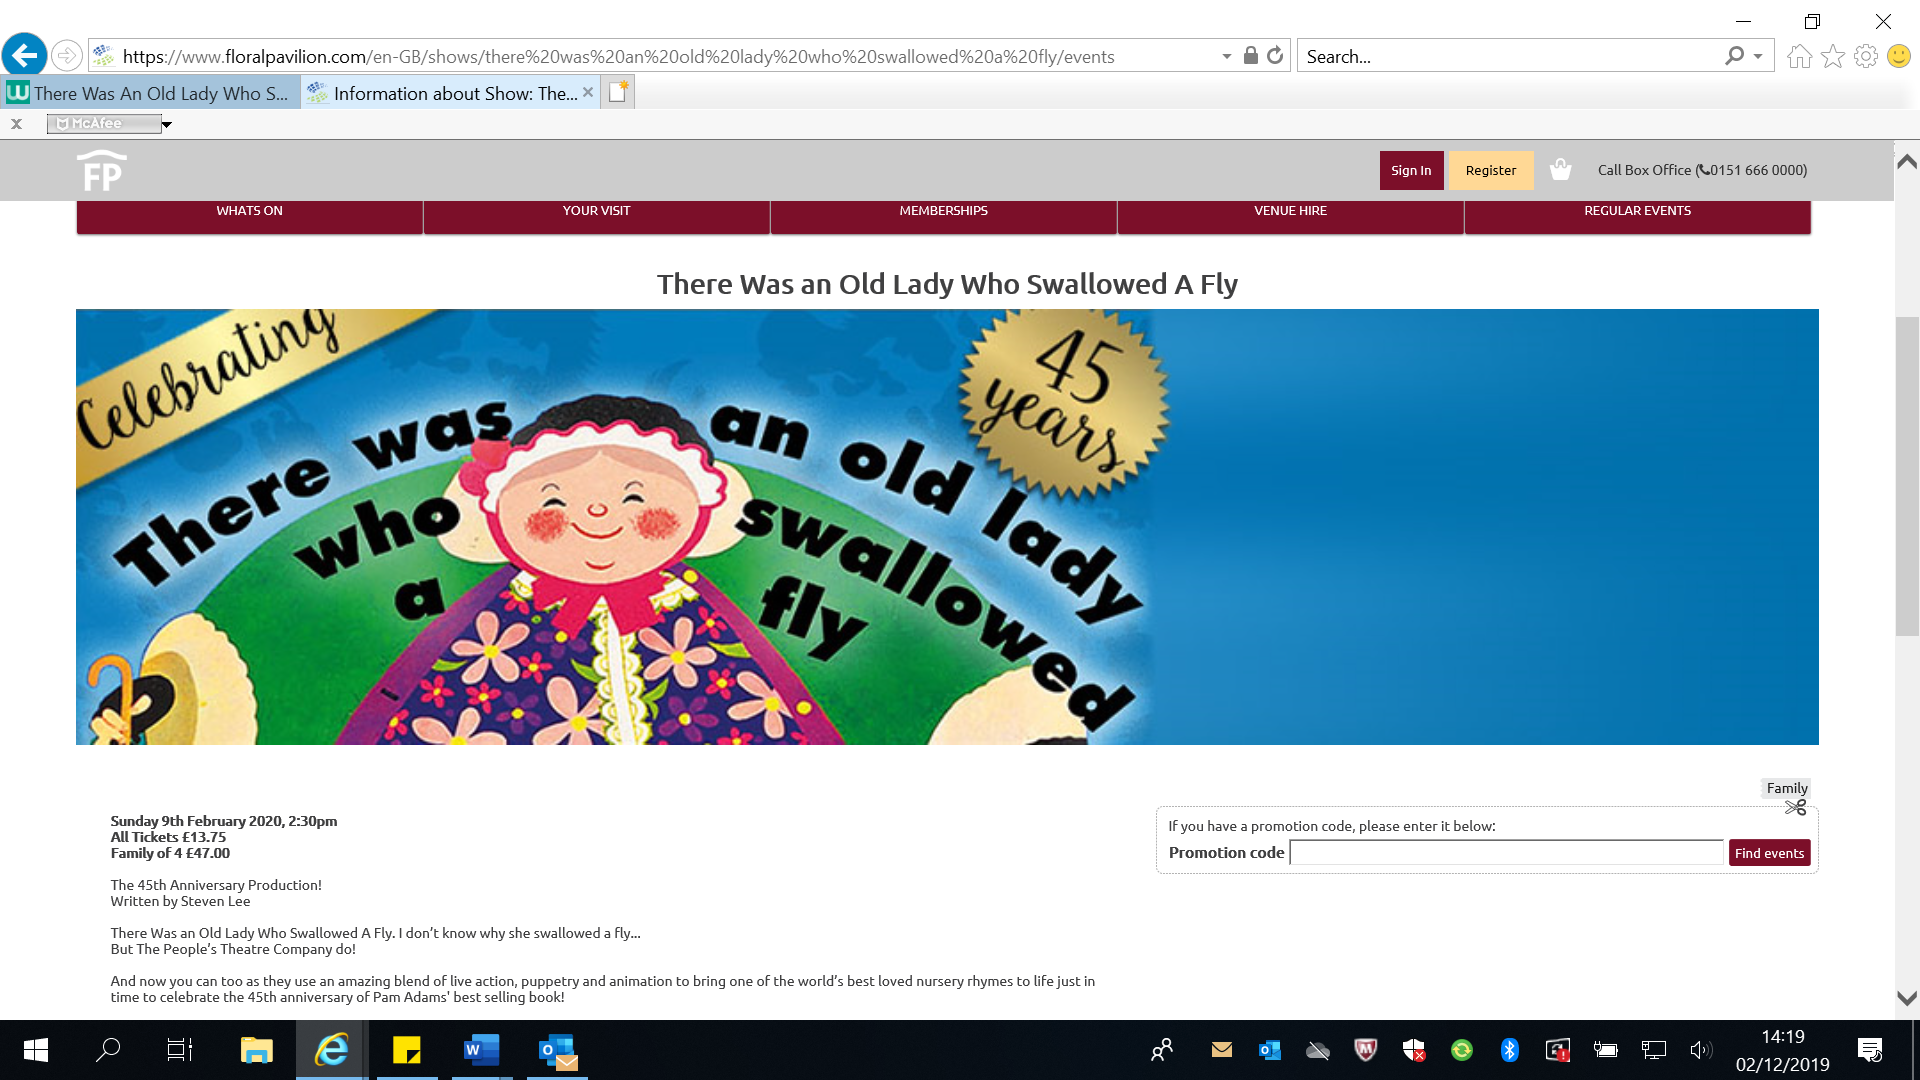 https://www.floralpavilion.com/en-GB/shows/there%20was%20an%20old%20lady%20who%20swallowed%20a%20fly/events
Search...
There Was An Old Lady Who S...
Information about Show: The...
McAfee
FP
Sign In
Register
Call Box Office (0151 666 0000)
WHATS ON
YOUR VISIT
MEMBERSHIPS
VENUE HIRE
REGULAR EVENTS
There Was an Old Lady Who Swallowed A Fly
Celebrating
45
years
There was an old lady
who swallowed
a fly
Family
Sunday 9th February 2020, 2:30pm
All Tickets £13.75
Family of 4 £47.00
If you have a promotion code, please enter it below:
Promotion code
Find events
The 45th Anniversary Production!
Written by Steven Lee
There Was an Old Lady Who Swallowed A Fly. I don’t know why she swallowed a fly...
But The People’s Theatre Company do!
And now you can too as they use an amazing blend of live action, puppetry and animation to bring one of the world’s best loved nursery rhymes to life just in
time to celebrate the 45th anniversary of Pam Adams' best selling book!
14:19
02/12/2019